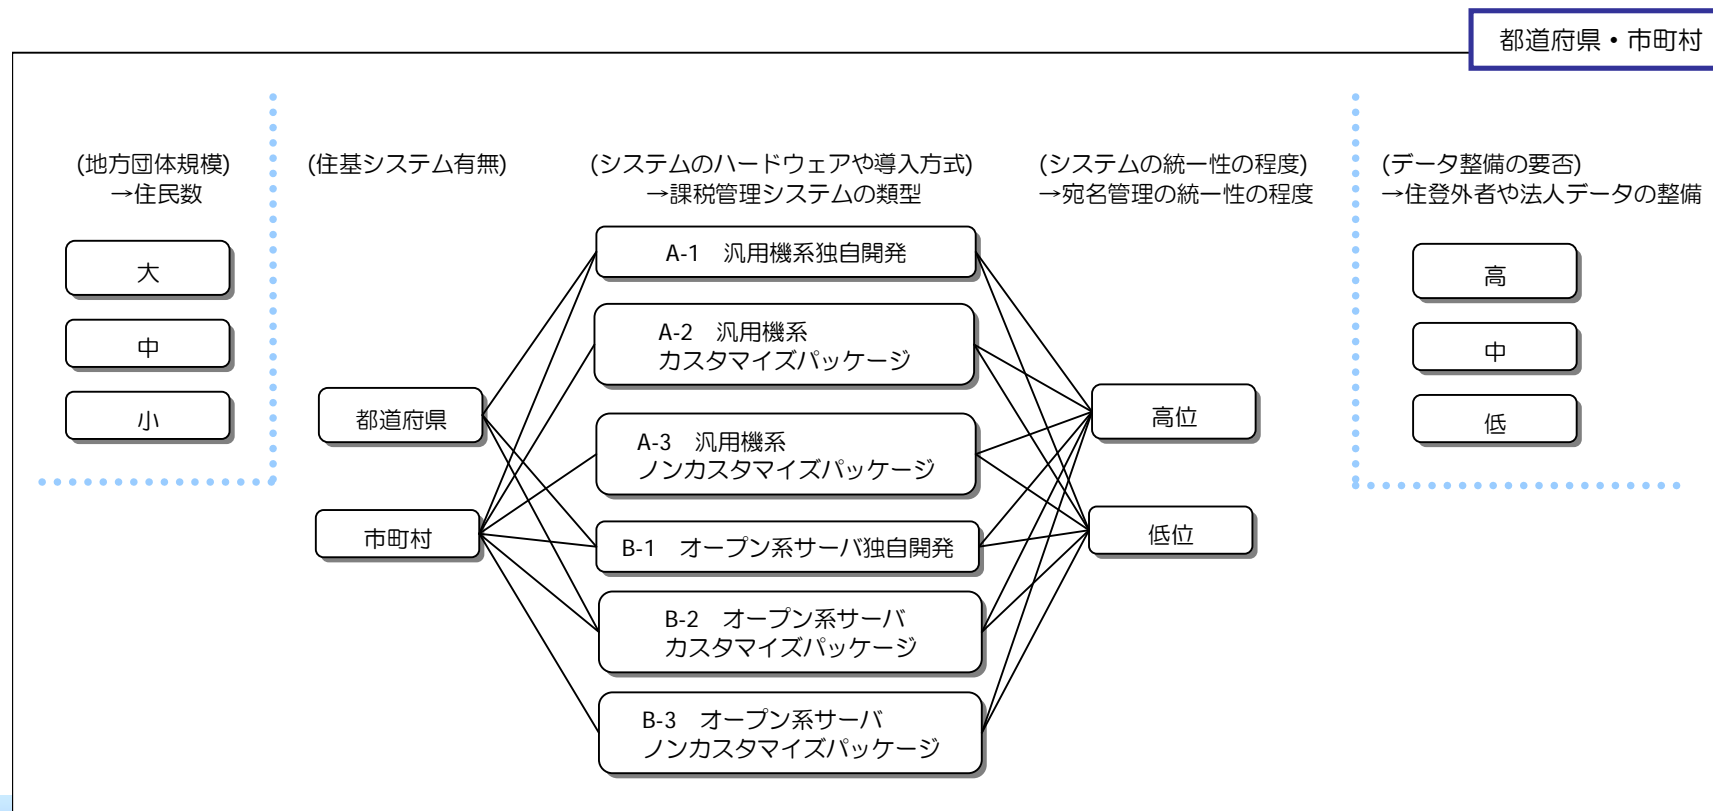 都道府県・市町村
(地方団体規模)
→住民数
大
中
小
(住基システム有無)
都道府県
市町村
(システムのハードウェアや導入方式)
→課税管理システムの類型
A-1　汎用機系独自開発
A-2　汎用機系
カスタマイズパッケージ
A-3　汎用機系
ノンカスタマイズパッケージ
B-1　オープン系サーバ独自開発
B-2　オープン系サーバ
カスタマイズパッケージ
B-3　オープン系サーバ
ノンカスタマイズパッケージ
(システムの統一性の程度)
→宛名管理の統一性の程度
高位
低位
(データ整備の要否)
→住登外者や法人データの整備
高
中
低